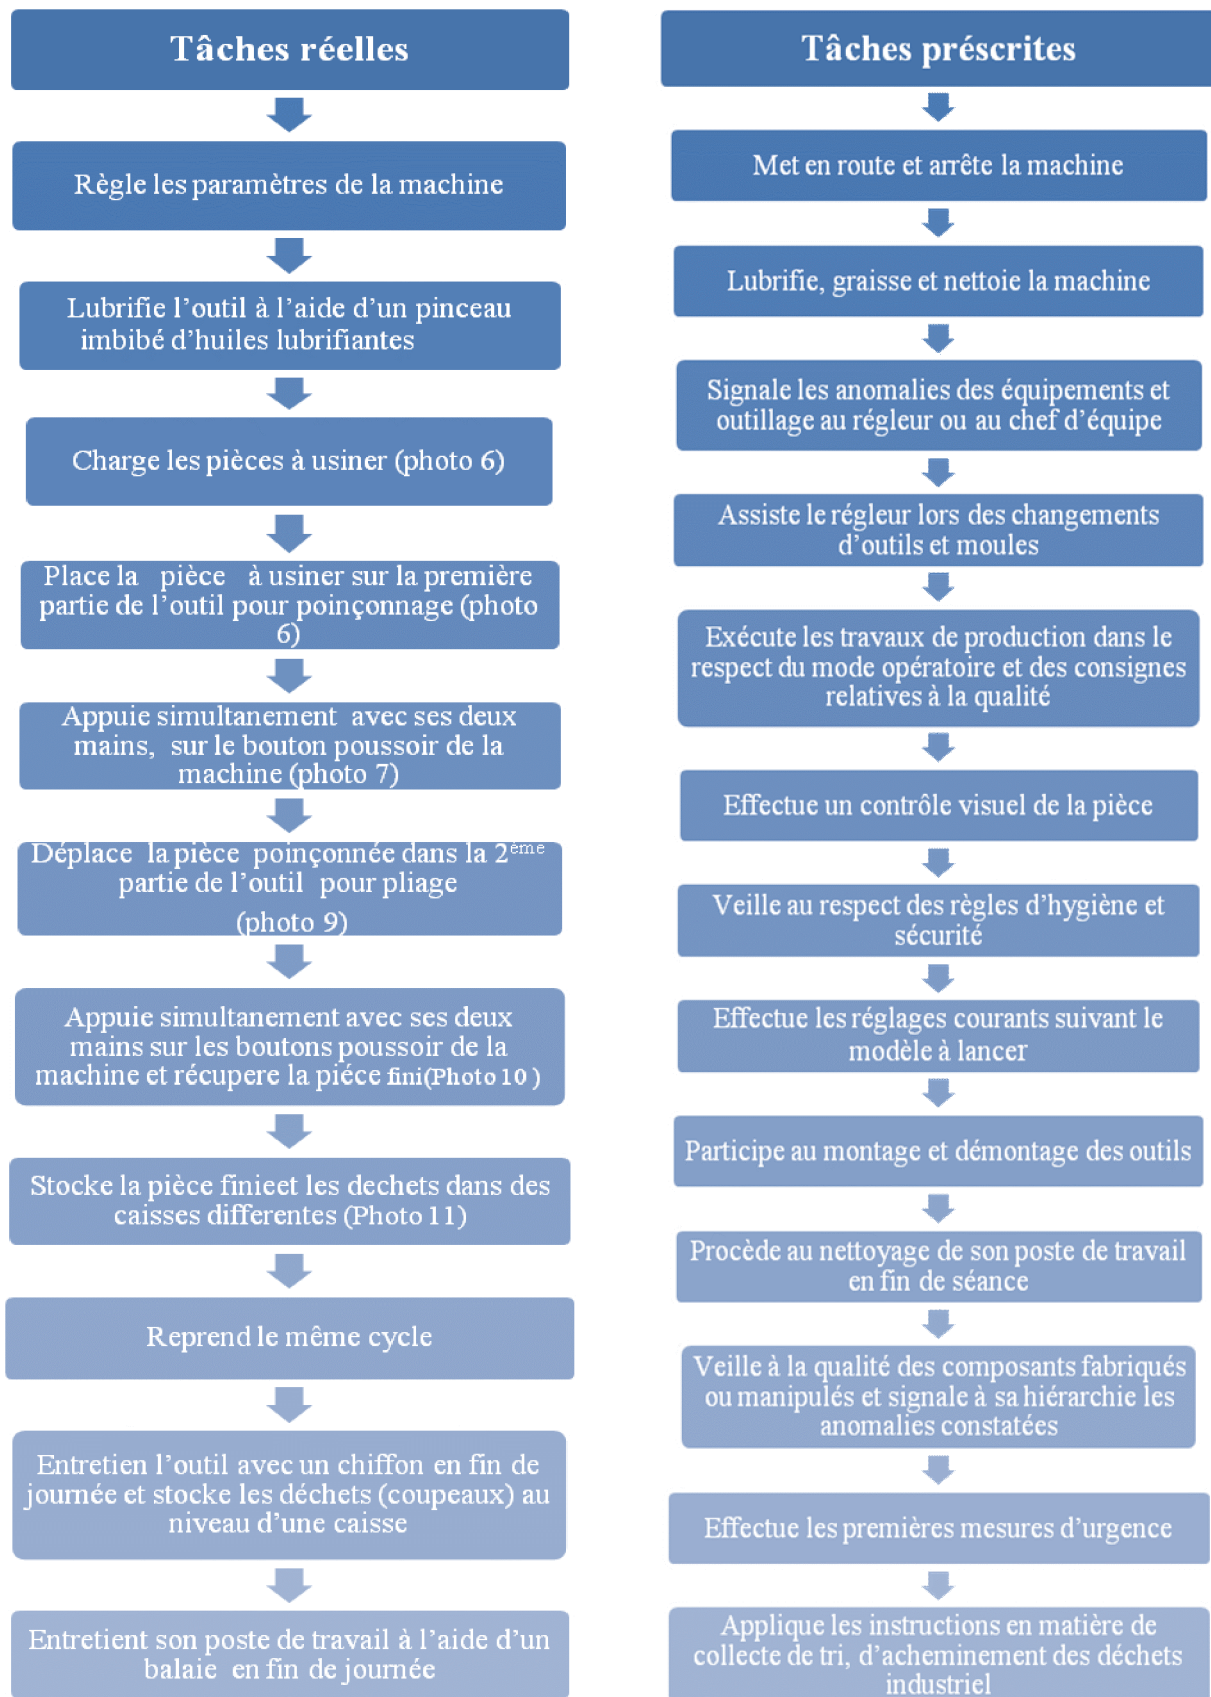 Tâches réelles
Règle les paramètres de la machine
Lubrifie l’outil à l’aide d’un pinceau
imbibé d’huiles lubrifiantes
Charge les pièces à usiner (photo 6)
Place la pièce à usiner sur la première
partie de l’outil pour poinçonnage (photo
6)
Appuie simultanement avec ses deux
mains, sur le bouton poussoir de la
machine (photo 7)
Déplace la pièce poinçonnée dans la 2éme
partie de l’outil pour pliage
(photo 9)
Appuie simultanement avec ses deux
mains sur les boutons poussoir de la
machine et récupere la piéce fini(Photo 10 )
Stocke la pièce finieet les dechets dans des
caisses differentes (Photo 11)
Reprend le même cycle
Entretien l’outil avec un chiffon en fin de
journée et stocke les déchets (coupeaux) au
niveau d’une caisse
Entretient son poste de travail à l’aide d’un
balaie en fin de journée
Tâches préscrites
Met en route et arrête la machine
Lubrifie, graisse et nettoie la machine
Signale les anomalies des équipements et
outillage au régleur ou au chef d’équipe
Assiste le régleur lors des changements
d’outils et moules
Exécute les travaux de production dans le
respect du mode opératoire et des consignes
relatives à la qualité
Effectue un contrôle visuel de la pièce
Veille au respect des règles d’hygiène et
sécurité
Effectue les réglages courants suivant le
modèle à lancer
Participe au montage et démontage des outils
Procède au nettoyage de son poste de travail
en fin de séance
Veille à la qualité des composants fabriqués
ou manipulés et signale à sa hiérarchie les
anomalies constatées
Effectue les premières mesures d’urgence
Applique les instructions en matière de
collecte de tri, d’acheminement des déchets
industriel